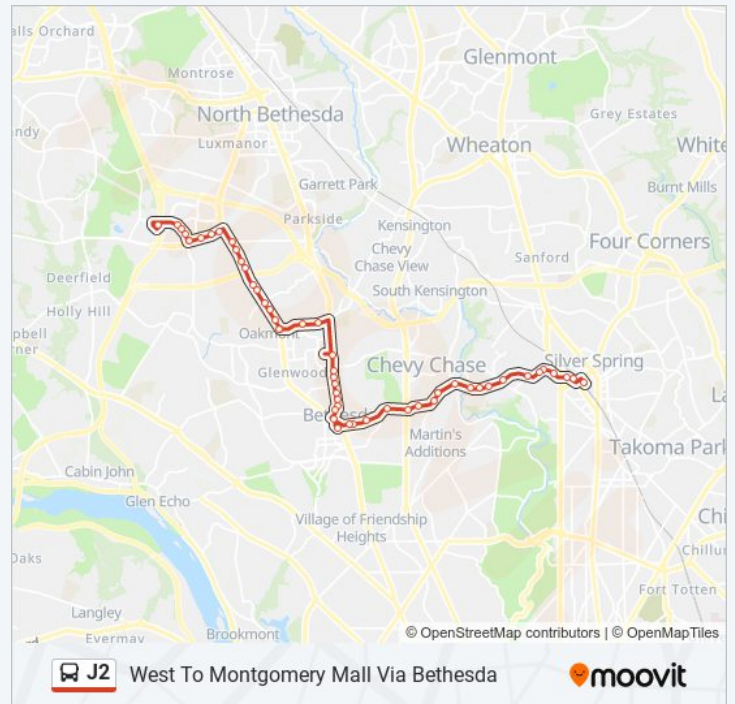 alls Orchard
Glenmont
Montrose
North Bethesda
Grey Estates
ndy
Luxmanor
Wheaton
White
Garrett Park
Burnt Mills
Parkside
Kensington
Chevy
Chase View
Sanford
Four Corners
Deerfield
South Kensington
Holly Hill
pbell
rner
Oakmont
Silver Spring
Glenwood
Chevy Chase
La
Bethesd
Martin's
Additions
Takoma Park
Cabin John
Glen Echo
Village of Friendship
Heights
Chi
Chillum
Oaks
Fort Totten
Langley
Evermay
Brookmont
© OpenStreetMap contributors | © OpenMapTiles
J2 West To Montgomery Mall Via Bethesda
moovit